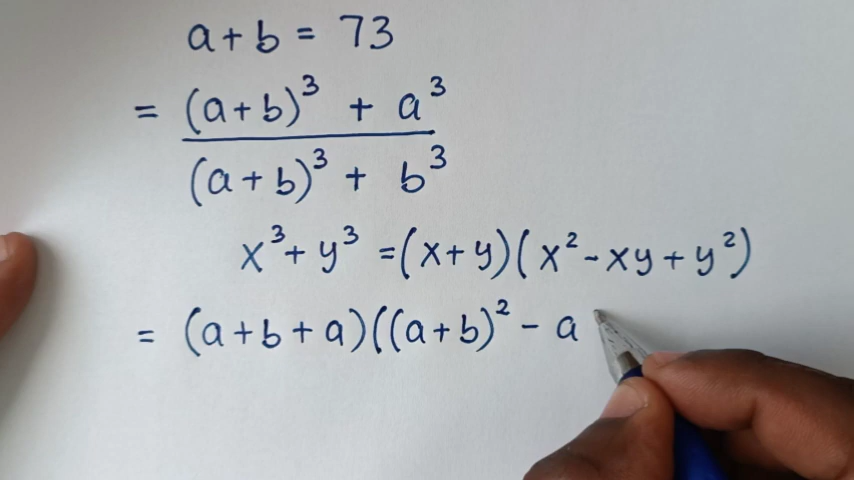 a + b = 73
= (a+b)³ + a³
(a+b)³ + b³
x³ + y³ = (x+y)(x² - xy + y²)
= (a+b+a)((a+b)² - a